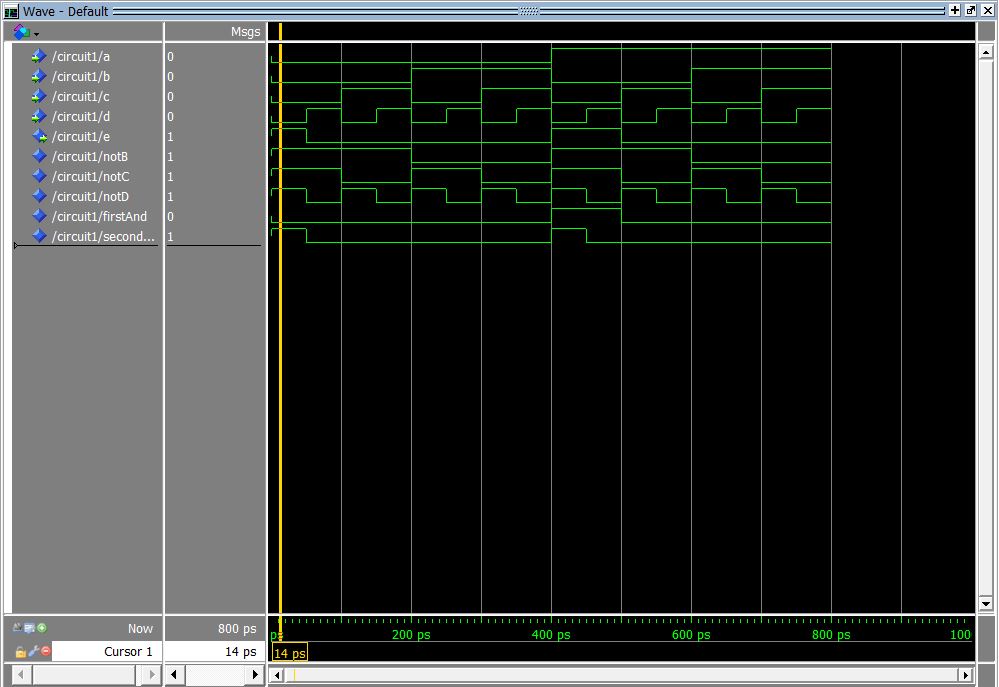 Wave - Default
Msgs
/circuit1/a 0
/circuit1/b 0
/circuit1/c 0
/circuit1/d 0
/circuit1/e 1
/circuit1/notB 1
/circuit1/notC 1
/circuit1/notD 1
/circuit1/firstAnd 0
/circuit1/second... 1
Now 800 ps ps 200 ps 400 ps 600 ps 800 ps 100
Cursor 1 14 ps 14 ps